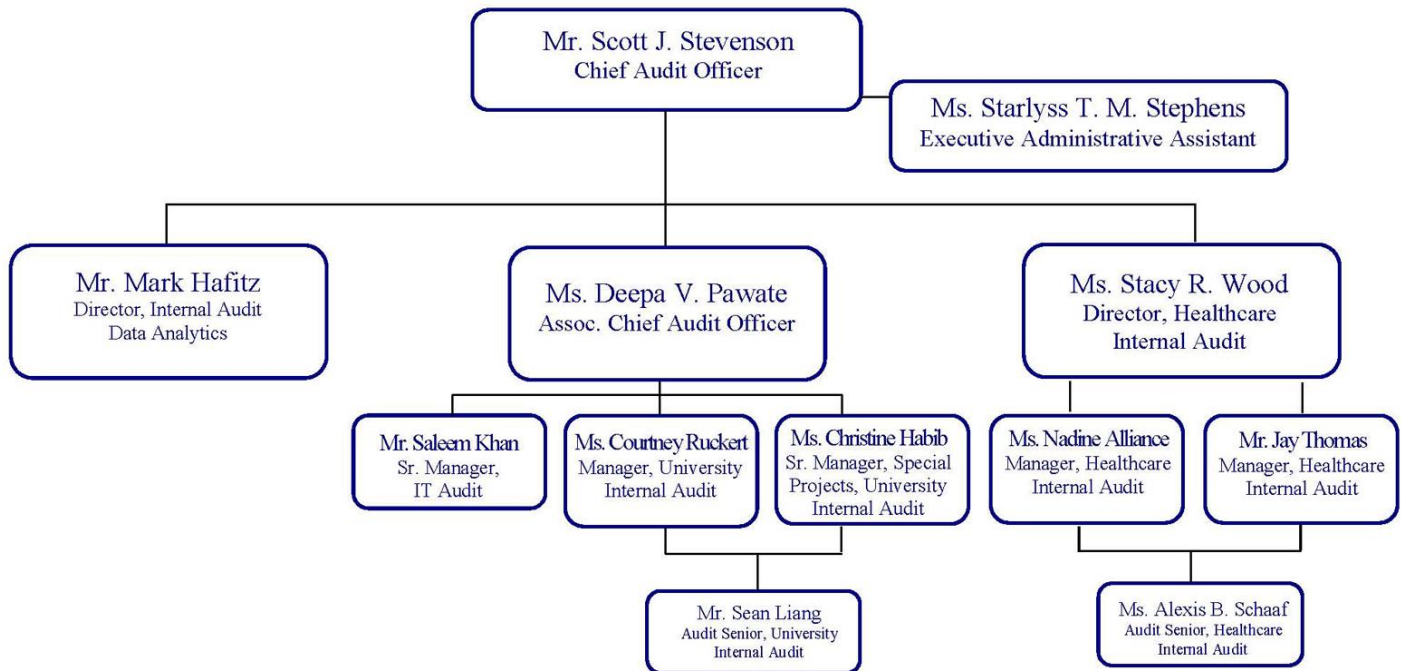 Mr. Scott J. Stevenson
Chief Audit Officer
Ms. Starlyss T. M. Stephens
Executive Administrative Assistant
Mr. Mark Hafitz
Director, Internal Audit
Data Analytics
Ms. Deepa V. Pawate
Assoc. Chief Audit Officer
Ms. Stacy R. Wood
Director, Healthcare
Internal Audit
Mr. Saleem Khan
Sr. Manager,
IT Audit
Ms. Courtney Ruckert
Manager, University
Internal Audit
Ms. Christine Habib
Sr. Manager, Special
Projects, University
Internal Audit
Ms. Nadine Alliance
Manager, Healthcare
Internal Audit
Mr. Jay Thomas
Manager, Healthcare
Internal Audit
Mr. Sean Liang
Audit Senior, University
Internal Audit
Ms. Alexis B. Schaaf
Audit Senior, Healthcare
Internal Audit